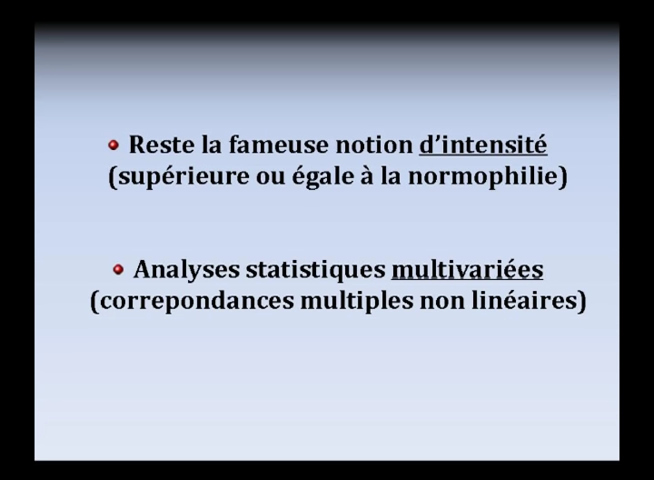 Reste la fameuse notion d’intensité
(supérieure ou égale à la normophilie)
Analyses statistiques multivariées
(correpondances multiples non linéaires)